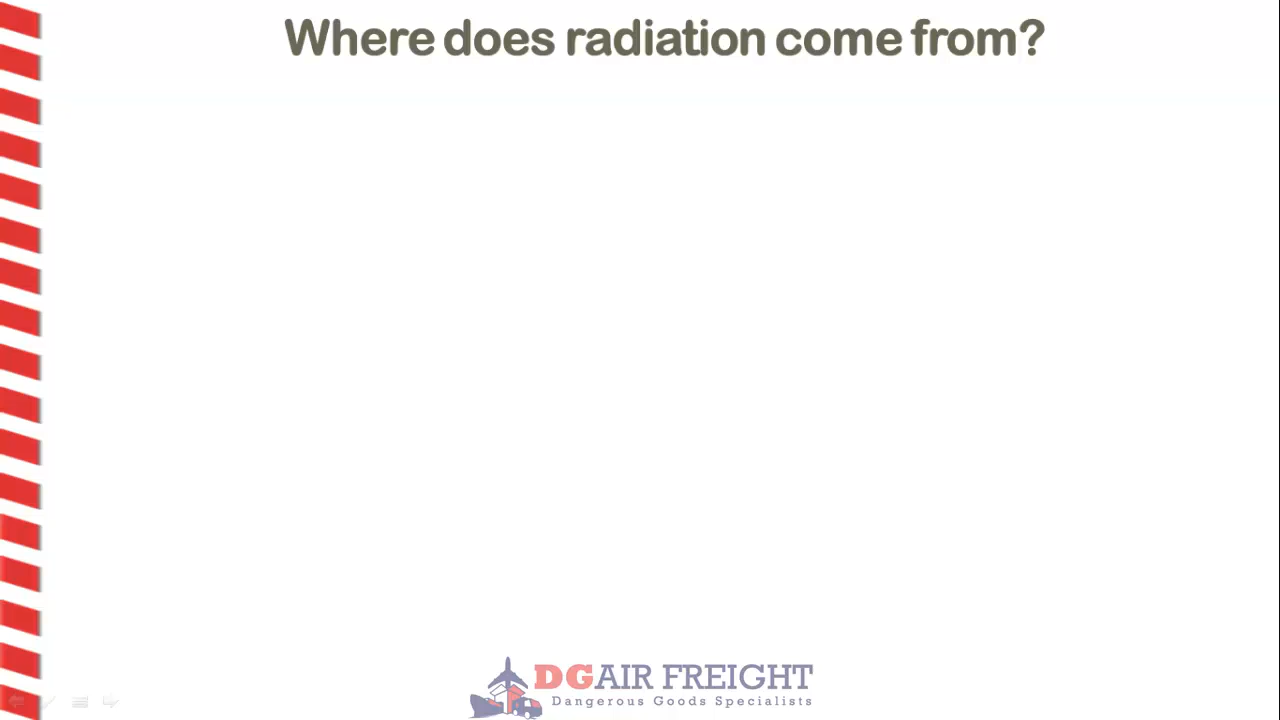 Where does radiation come from?
DGAIR FREIGHT
Dangerous Goods Specialists